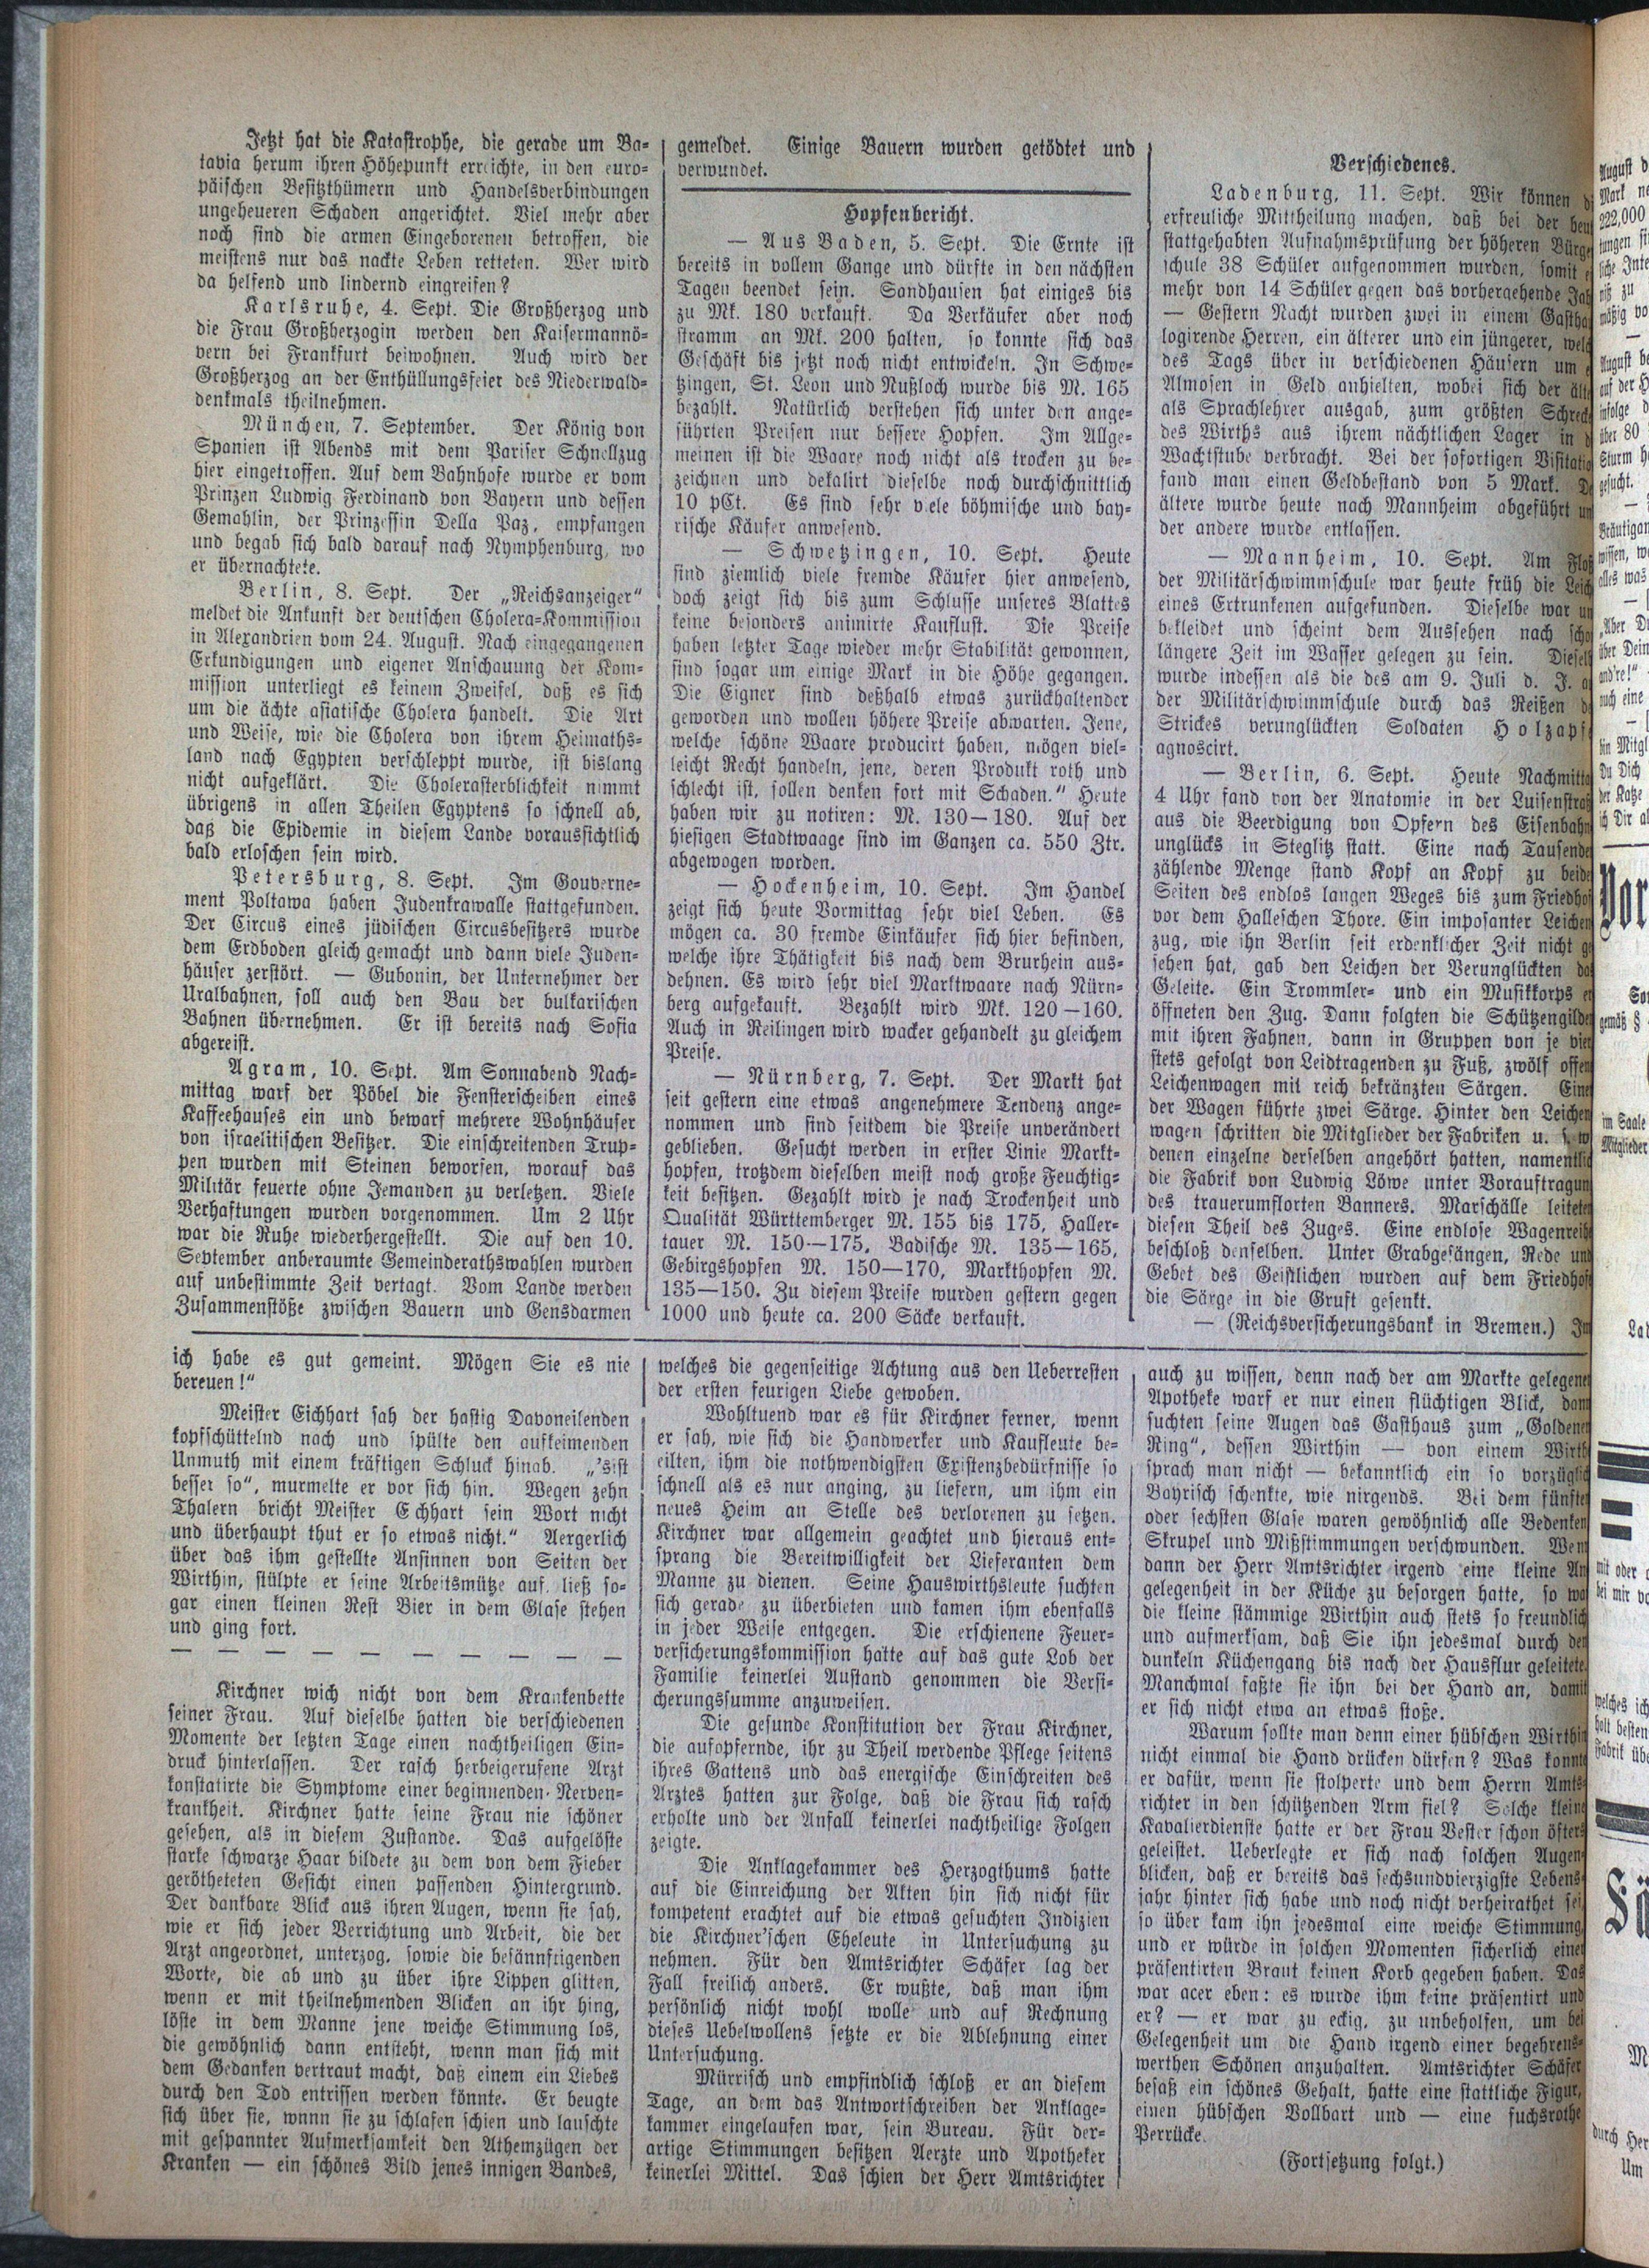 Jetzt hat die Katastrophe, die gerade um Ba-
tavia herum ihren Höhepunkt erreichte, in den euro-
päischen Besitzthümern und Handelsverbindungen
ungeheueren Schaden angerichtet. Viel mehr aber
noch sind die armen Eingeborenen betroffen, die
meistens nur das nackte Leben retteten. Wer wird
da helfend und lindernd eingreifen?
Karlsruhe, 4. Sept. Die Großherzog und
die Frau Großherzogin werden den Kaisermannö-
vern bei Frankfurt beiwohnen. Auch wird der
Großherzog an der Enthüllungsfeier des Niederwald-
denkmals theilnehmen.
München, 7. September. Der König von
Spanien ist Abends mit dem Pariser Schnellzug
hier eingetroffen. Auf dem Bahnhofe wurde er vom
Prinzen Ludwig Ferdinand von Bayern und dessen
Gemahlin, der Prinzessin Della Paz, empfangen
und begab sich bald darauf nach Nymphenburg, wo
er übernachtete.
Berlin, 8. Sept. Der „Reichsanzeiger“
meldet die Ankunft der deutschen Cholera-Kommission
in Alexandrien vom 24. August. Nach eingegangenen
Erkundigungen und eigener Anschauung der Kom-
mission unterliegt es keinem Zweifel, daß es sich
um die ächte asiatische Cholera handelt. Die Art
und Weise, wie die Cholera von ihrem Heimaths-
land nach Egypten verschleppt wurde, ist bislang
nicht aufgeklärt. Die Cholerasterblichkeit nimmt
übrigens in allen Theilen Egyptens so schnell ab,
daß die Epidemie in diesem Lande voraussichtlich
bald erloschen sein wird.
Petersburg, 8. Sept. Im Gouverne-
ment Poltawa haben Judenkrawalle stattgefunden.
Der Circus eines jüdischen Circusbesitzers wurde
dem Erdboden gleich gemacht und dann viele Juden-
häuser zerstört. — Gubonin, der Unternehmer der
Uralbahnen, soll auch den Bau der bulkarischen
Bahnen übernehmen. Er ist bereits nach Sofia
abgereist.
Agram, 10. Sept. Am Sonnabend Nach-
mittag warf der Pöbel die Fensterscheiben eines
Kaffeehauses ein und bewarf mehrere Wohnhäuser
von israelitischen Besitzer. Die einschreitenden Trup-
pen wurden mit Steinen beworfen, worauf das
Militär feuerte ohne Jemanden zu verletzen. Viele
Verhaftungen wurden vorgenommen. Um 2 Uhr
war die Ruhe wiederhergestellt. Die auf den 10.
September anberaumte Gemeinderathswahlen wurden
auf unbestimmte Zeit vertagt. Vom Lande werden
Zusammenstöße zwischen Bauern und Gensdarmen
gemeldet. Einige Bauern wurden getödtet und
verwundet.
Hopfenbericht.
— Aus Baden, 5. Sept. Die Ernte ist
bereits in vollem Gange und dürfte in den nächsten
Tagen beendet sein. Sandhausen hat einiges bis
zu Mk. 180 verkauft. Da Verkäufer aber noch
stramm an Mk. 200 halten, so konnte sich das
Geschäft bis jetzt noch nicht entwickeln. In Schwe-
tzingen, St. Leon und Nußloch wurde bis M. 165
bezahlt. Natürlich verstehen sich unter den ange-
führten Preisen nur bessere Hopfen. Im Allge-
meinen ist die Waare noch nicht als trocken zu be-
zeichnen und dekalirt dieselbe noch durchschnittlich
10 pCt. Es sind sehr viele böhmische und bay-
rische Käufer anwesend.
— Schwetzingen, 10. Sept. Heute
sind ziemlich viele fremde Käufer hier anwesend,
doch zeigt sich bis zum Schlusse unseres Blattes
keine besonders animirte Kauflust. Die Preise
haben letzter Tage wieder mehr Stabilität gewonnen,
sind sogar um einige Mark in die Höhe gegangen.
Die Eigner sind deßhalb etwas zurückhaltender
geworden und wollen höhere Preise abwarten. Jene,
welche schöne Waare producirt haben, mögen viel-
leicht Recht handeln, jene, deren Produkt roth und
schlecht ist, sollen denken fort mit Schaden.“ Heute
haben wir zu notiren: M. 130—180. Auf der
hiesigen Stadtwaage sind im Ganzen ca. 550 Ztr.
abgewogen worden.
— Hockenheim, 10. Sept. Im Handel
zeigt sich heute Vormittag sehr viel Leben. Es
mögen ca. 30 fremde Einkäufer sich hier befinden,
welche ihre Thätigkeit bis nach dem Brurhein aus-
dehnen. Es wird sehr viel Marktwaare nach Nürn-
berg aufgekauft. Bezahlt wird Mk. 120—160.
Auch in Reilingen wird wacker gehandelt zu gleichem
Preise.
— Nürnberg, 7. Sept. Der Markt hat
seit gestern eine etwas angenehmere Tendenz ange-
nommen und sind seitdem die Preise unverändert
geblieben. Gesucht werden in erster Linie Markt-
hopfen, trotzdem dieselben meist noch große Feuchtig-
keit besitzen. Gezahlt wird je nach Trockenheit und
Qualität Württemberger M. 155 bis 175, Haller-
tauer M. 150—175, Badische M. 135—165,
Gebirgshopfen M. 150—170, Markthopfen M.
135—150. Zu diesem Preise wurden gestern gegen
1000 und heute ca. 200 Säcke verkauft.
Verschiedenes.
Ladenburg, 11. Sept. Wir können
erfreuliche Mittheilung machen, daß bei der
stattgehabten Aufnahmsprüfung der höheren Bürge
schule 38 Schüler aufgenommen wurden, somit
mehr von 14 Schüler gegen das vorhergehende
— Gestern Nacht wurden zwei in einem Gastha
logirende Herren, ein älterer und ein jüngerer, welc
des Tags über in verschiedenen Häusern um
Almosen in Geld anhielten, wobei sich der älte
als Sprachlehrer ausgab, zum größten Schreck
des Wirths aus ihrem nächtlichen Lager in
Wachtstube verbracht. Bei der sofortigen Visitatio
fand man einen Geldbestand von 5 Mark. De
ältere wurde heute nach Mannheim abgeführt un
der andere wurde entlassen.
— Mannheim, 10. Sept. Am Floß
der Militärschwimmschule war heute früh die Leich
eines Ertrunkenen aufgefunden. Dieselbe war un
bekleidet und scheint dem Aussehen nach scho
längere Zeit im Wasser gelegen zu sein. Diesel
wurde indessen als die des am 9. Juli d. J. a
der Militärschwimmschule durch das Reißen de
Strickes verunglückten Soldaten Holzapf
agnoscirt.
— Berlin, 6. Sept. Heute Nachmitta
4 Uhr fand von der Anatomie in der Luisenstraß
aus die Beerdigung von Opfern des Eisenbahn
unglücks in Steglitz statt. Eine nach Tausende
zählende Menge stand Kopf an Kopf zu beide
Seiten des endlos langen Weges bis zum Friedhof
vor dem Halleschen Thore. Ein imposanter Leichen
zug, wie ihn Berlin seit erdenklicher Zeit nicht ge
sehen hat, gab den Leichen der Verunglückten das
Geleite. Ein Trommler- und ein Musikkorps er
öffneten den Zug. Dann folgten die Schützengilden
mit ihren Fahnen, dann in Gruppen von je vier
stets gefolgt von Leidtragenden zu Fuß, zwölf offen
Leichenwagen mit reich bekränzten Särgen. Einer
der Wagen führte zwei Särge. Hinter den Leichen
wagen schritten die Mitglieder der Fabriken u. s. w
denen einzelne derselben angehört hatten, namentlich
die Fabrik von Ludwig Löwe unter Vorauftragun
des trauerumflorten Banners. Marschälle leiteten
diesen Theil des Zuges. Eine endlose Wagenreihe
beschloß denselben. Unter Grabgesängen, Rede und
Gebet des Geistlichen wurden auf dem Friedhofe
die Särge in die Gruft gesenkt.
— (Reichsversicherungsbank in Bremen.) Im
ich habe es gut gemeint. Mögen Sie es nie
bereuen!“
Meister Eichhart sah der hastig Davoneilenden
kopfschüttelnd nach und spülte den aufkeimenden
Unmuth mit einem kräftigen Schluck hinab. „'sist
besser so“, murmelte er vor sich hin. Wegen zehn
Thalern bricht Meister Echhart sein Wort nicht
und überhaupt thut er so etwas nicht.“ Aergerlich
über das ihm gestellte Ansinnen von Seiten der
Wirthin, stülpte er seine Arbeitsmütze auf, ließ so-
gar einen kleinen Rest Bier in dem Glase stehen
und ging fort.
— — — — — — — — — —
Kirchner wich nicht von dem Krankenbette
seiner Frau. Auf dieselbe hatten die verschiedenen
Momente der letzten Tage einen nachtheiligen Ein-
druck hinterlassen. Der rasch herbeigerufene Arzt
konstatirte die Symptome einer beginnenden Nerven-
krankheit. Kirchner hatte seine Frau nie schöner
gesehen, als in diesem Zustande. Das aufgelöste
starke schwarze Haar bildete zu dem von dem Fieber
gerötheteten Gesicht einen passenden Hintergrund.
Der dankbare Blick aus ihren Augen, wenn sie sah,
wie er sich jeder Verrichtung und Arbeit, die der
Arzt angeordnet, unterzog, sowie die besännftigenden
Worte, die ab und zu über ihre Lippen glitten,
wenn er mit theilnehmenden Blicken an ihr hing,
löste in dem Manne jene weiche Stimmung los,
die gewöhnlich dann entsteht, wenn man sich mit
dem Gedanken vertraut macht, daß einem ein Liebes
durch den Tod entrissen werden könnte. Er beugte
sich über sie, wnnn sie zu schlafen schien und lauschte
mit gespannter Aufmerksamkeit den Athemzügen der
Kranken — ein schönes Bild jenes innigen Bandes,
welches die gegenseitige Achtung aus den Ueberresten
der ersten feurigen Liebe gewoben.
Wohltuend war es für Kirchner ferner, wenn
er sah, wie sich die Handwerker und Kaufleute be-
eilten, ihm die nothwendigsten Existenzbedürfnisse so
schnell als es nur anging, zu liefern, um ihm ein
neues Heim an Stelle des verlorenen zu setzen.
Kirchner war allgemein geachtet und hieraus ent-
sprang die Bereitwilligkeit der Lieferanten dem
Manne zu dienen. Seine Hauswirthsleute suchten
sich gerade zu überbieten und kamen ihm ebenfalls
in jeder Weise entgegen. Die erschienene Feuer-
versicherungskommission hatte auf das gute Lob der
Familie keinerlei Austand genommen die Versi-
cherungssumme anzuweisen.
Die gesunde Konstitution der Frau Kirchner,
die aufopfernde, ihr zu Theil werdende Pflege seitens
ihres Gattens und das energische Einschreiten des
Arztes hatten zur Folge, daß die Frau sich rasch
erholte und der Anfall keinerlei nachtheilige Folgen
zeigte.
Die Anklagekammer des Herzogthums hatte
auf die Einreichung der Akten hin sich nicht für
kompetent erachtet auf die etwas gesuchten Indizien
die Kirchner'schen Eheleute in Untersuchung zu
nehmen. Für den Amtsrichter Schäfer lag der
Fall freilich anders. Er wußte, daß man ihm
persönlich nicht wohl wolle und auf Rechnung
dieses Uebelwollens setzte er die Ablehnung einer
Untersuchung.
Mürrisch und empfindlich schloß er an diesem
Tage, an dem das Antwortschreiben der Anklage-
kammer eingelaufen war, sein Bureau. Für der-
artige Stimmungen besitzen Aerzte und Apotheker
keinerlei Mittel. Das schien der Herr Amtsrichter
auch zu wissen, denn nach der am Markte gelegenen
Apotheke warf er nur einen flüchtigen Blick, dann
suchten seine Augen das Gasthaus zum „Goldenen
Ring“, dessen Wirthin — von einem Wirth
sprach man nicht — bekanntlich ein so vorzüglich
Bayrisch schenkte, wie nirgends. Bei dem fünften
oder sechsten Glase waren gewöhnlich alle Bedenken
Skrupel und Mißstimmungen verschwunden. Wenn
dann der Herr Amtsrichter irgend eine kleine An
gelegenheit in der Küche zu besorgen hatte, so wa
die kleine stämmige Wirthin auch stets so freundlich
und aufmerksam, daß Sie ihn jedesmal durch den
dunkeln Küchengang bis nach der Hausflur geleitete.
Manchmal faßte sie ihn bei der Hand an, damit
er sich nicht etwa an etwas stoße.
Warum sollte man denn einer hübschen Wirthin
nicht einmal die Hand drücken dürfen? Was konnte
er dafür, wenn sie stolperte und dem Herrn Amts-
richter in den schützenden Arm fiel? Solche kleine
Kavalierdienste hatte er der Frau Vester schon öfters
geleistet. Ueberlegte er sich nach solchen Augen-
blicken, daß er bereits das sechsundvierzigste Lebens-
jahr hinter sich habe und noch nicht verheirathet sei,
so über kam ihn jedesmal eine weiche Stimmung,
und er würde in solchen Momenten sicherlich einer
präsentirten Braut keinen Korb gegeben haben. Das
war acer eben: es wurde ihm keine präsentirt und
er? — er war zu eckig, zu unbeholfen, um bei
Gelegenheit um die Hand irgend einer begehrens-
werthen Schönen anzuhalten. Amtsrichter Schäfer
besaß ein schönes Gehalt, hatte eine stattliche Figur,
einen hübschen Vollbart und — eine fuchsrothe
Perrücke.
(Fortsetzung folgt.)